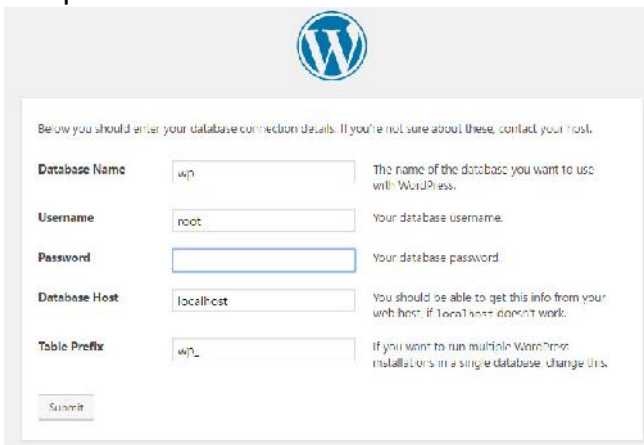 Below you should enter your database connection details. If you're not sure about these, contact your host.
Database Name
wp
The name of the database you want to use
with WordPress.
Username
root
Your database username.
Password
Your database password.
Database Host
localhost
You should be able to get this info from your
web host, if localhost doesn't work.
Table Prefix
wp_
If you want to run multiple WordPress
installations in a single database, change this.
Submit